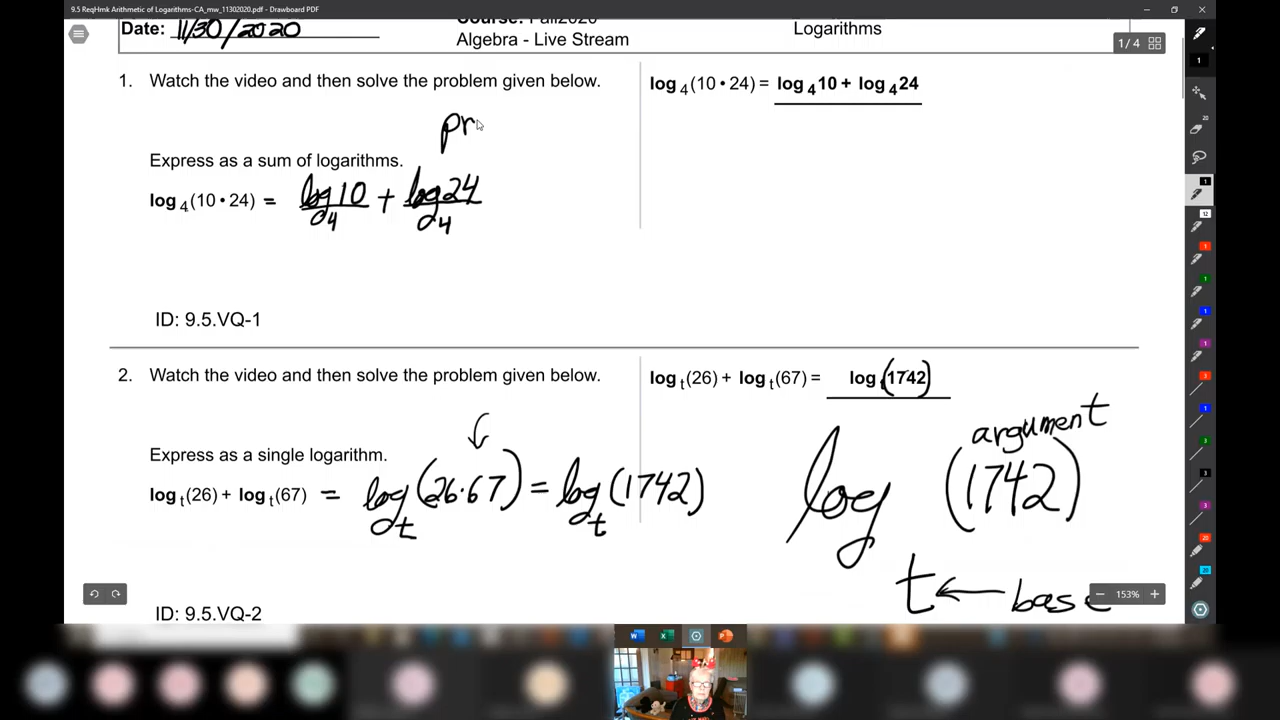 9.5 ReqHmk Arithmetic of Logarithms-CA_mw_11302020.pdf - Drawboard PDF
Date: 11/30/2020
Course: Fall2020
Algebra - Live Stream
Logarithms
1 / 4
1. Watch the video and then solve the problem given below.
log 4 (10 • 24) = log 4 10 + log 4 24
pr
Express as a sum of logarithms.
log 4 (10 • 24) = log 4 10 + log 4 24
ID: 9.5.VQ-1
2. Watch the video and then solve the problem given below.
log t (26) + log t (67) = log t (1742)
argument
Express as a single logarithm.
log t (26) + log t (67) = log t (26·67) = log t (1742)
log t (1742)
t ← base
153%
ID: 9.5.VQ-2